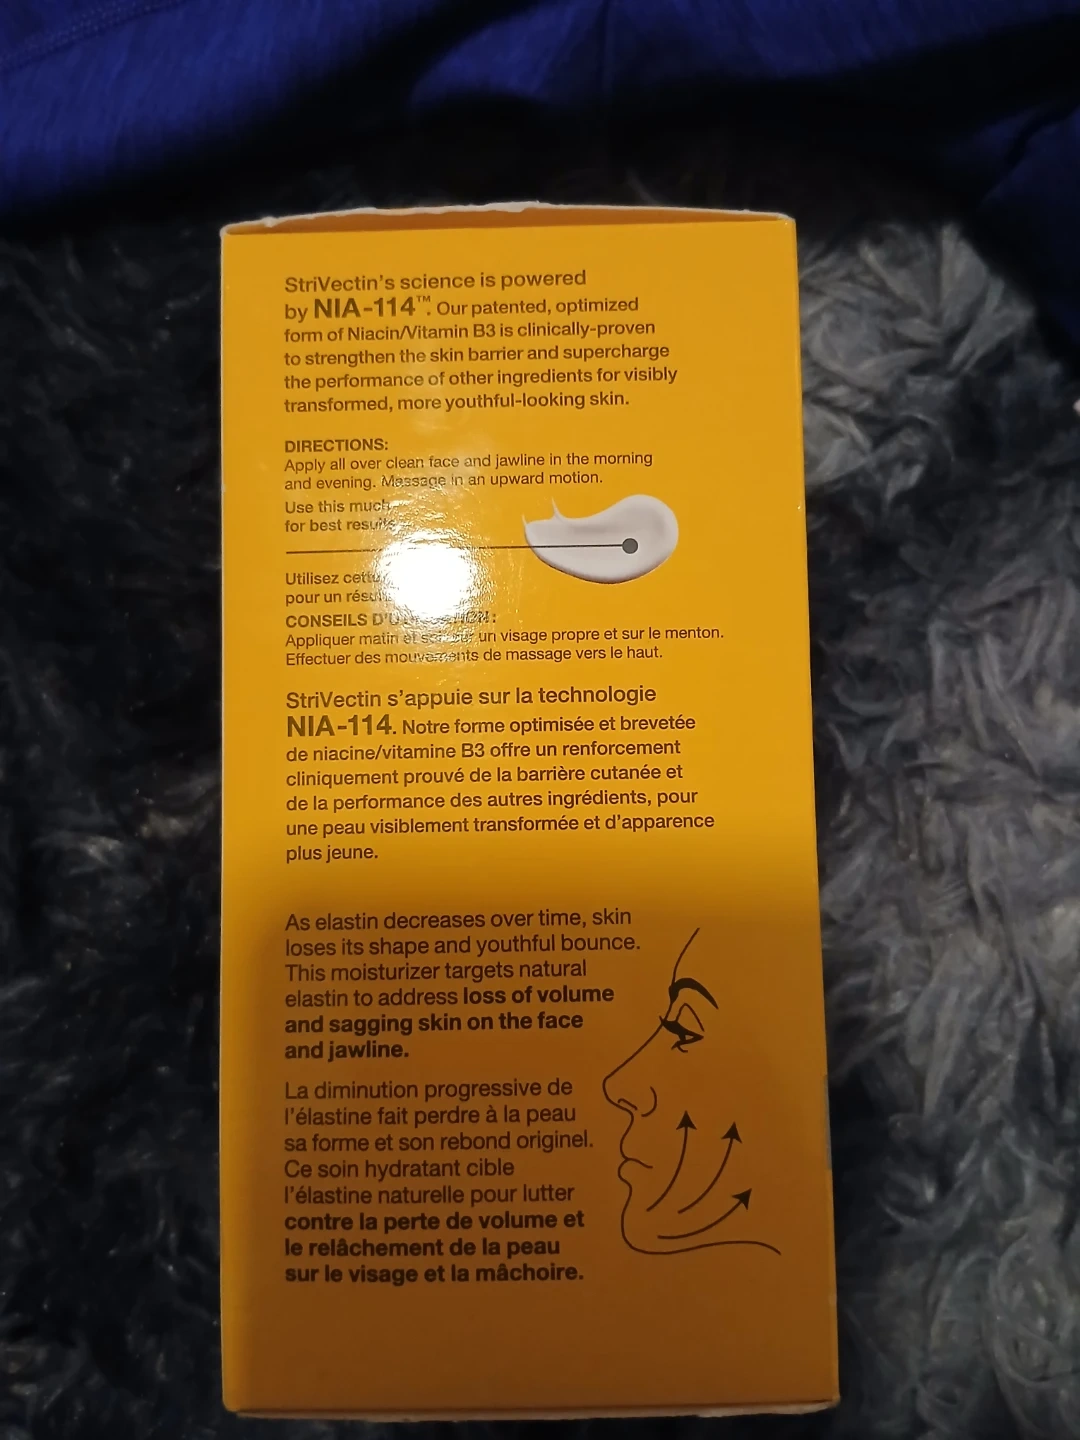 StriVectin's science is powered
by NIA-114™. Our patented, optimized
form of Niacin/Vitamin B3 is clinically-proven
to strengthen the skin barrier and supercharge
the performance of other ingredients for visibly
transformed, more youthful-looking skin.
DIRECTIONS:
Apply all over clean face and jawline in the morning
and evening. Massage in an upward motion.
Use this much
for best results
Utilisez cette
pour un
CONSEILS
Appliquer matin et un visage propre et sur le menton.
Effectuer des mouvements de massage vers le haut.
StriVectin s'appuie sur la technologie
NIA-114. Notre forme optimisée et brevetée
de niacine/vitamine B3 offre un renforcement
cliniquement prouvé de la barrière cutanée et
de la performance des autres ingrédients, pour
une peau visiblement transformée et d'apparence
plus jeune.
As elastin decreases over time, skin
loses its shape and youthful bounce.
This moisturizer targets natural
elastin to address loss of volume
and sagging skin on the face
and jawline.
La diminution progressive de
l'élastine fait perdre à la peau
sa forme et son rebond originel.
Ce soin hydratant cible
l'élastine naturelle pour lutter
contre la perte de volume et
le relâchement de la peau
sur le visage et la mâchoire.